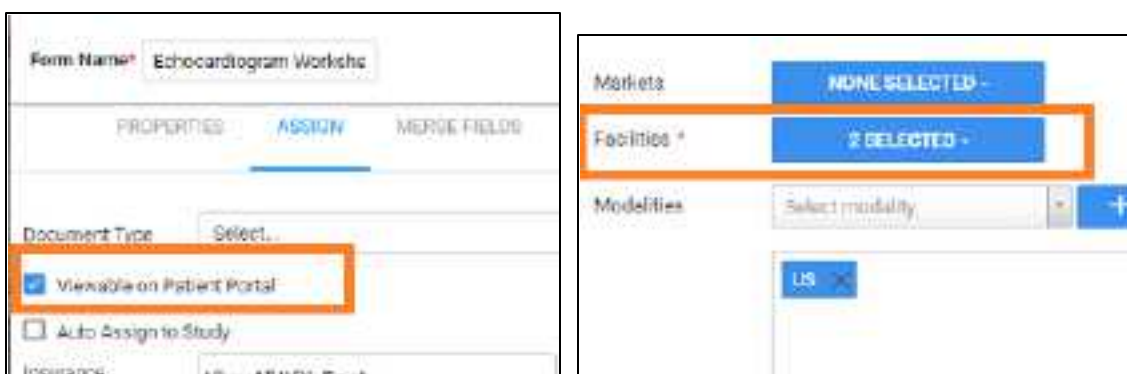 Form Name* Echocardiogram Workshe
PROPERTIES ASSIGN MERGE FIELDS
Document Type Select...
Viewable on Patient Portal
Auto Assign to Study
Insurance
Markets NONE SELECTED
Facilities * 2 SELECTED
Modalities Select modality +
US X